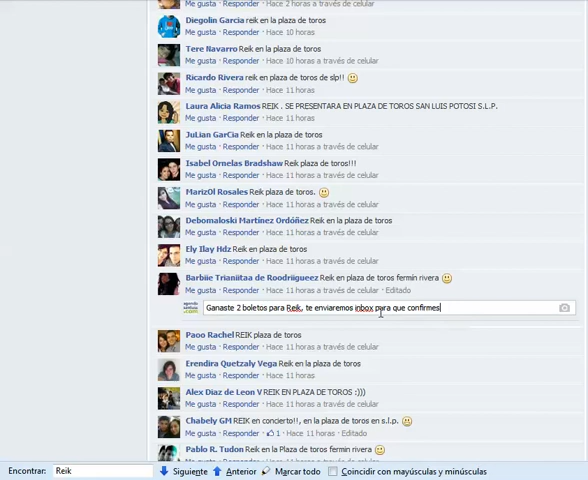 Me gusta · Responder · Hace 2 horas a través de celular
Diegolin Garcia reik en la plaza de toros
Me gusta · Responder · Hace 10 horas
Tere Navarro Reik en la plaza de toros
Me gusta · Responder · Hace 10 horas a través de celular
Ricardo Rivera reik en plaza de toros de slp!!
Me gusta · Responder · Hace 11 horas
Laura Alicia Ramos REIK . SE PRESENTARA EN PLAZA DE TOROS SAN LUIS POTOSI S.L.P.
Me gusta · Responder · Hace 11 horas
JuLian GarCia Reik en la plaza de toros
Me gusta · Responder · Hace 11 horas a través de celular
Isabel Ornelas Bradshaw Reik plaza de toros!!!
Me gusta · Responder · Hace 11 horas a través de celular
MarizOl Rosales Reik plaza de toros.
Me gusta · Responder · Hace 11 horas a través de celular
Debomaloski Martínez Ordóñez Reik en la plaza de toros
Me gusta · Responder · Hace 11 horas a través de celular
Ely Ilay Hdz Reik en plaza de toros
Me gusta · Responder · Hace 11 horas a través de celular
Barbiie Trianiitaa de Roodriigueez Reik en plaza de toros fermín rivera
Me gusta · Responder · Hace 11 horas a través de celular · Editado
Ganaste 2 boletos para Reik, te enviaremos inbox para que confirmes
Paoo Rachel REIK plaza de toros
Me gusta · Responder · Hace 11 horas a través de celular
Erendira Quetzaly Vega Reik en la plaza de toros
Me gusta · Responder · Hace 11 horas
Alex Diaz de Leon V REIK EN PLAZA DE TOROS :)))
Me gusta · Responder · Hace 11 horas a través de celular
Chabely GM REIK en concierto!!, en la plaza de toros en s.l.p.
Me gusta · Responder · 1 · Hace 11 horas · Editado
Pablo R. Tudon Reik en la plaza de toros fermin rivera
Encontrar: Reik Siguiente Anterior Marcar todo Coincidir con mayúsculas y minúsculas